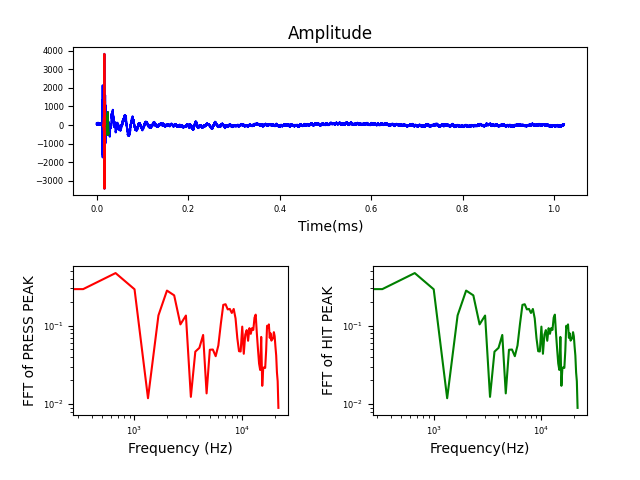 Amplitude
4000
3000
2000
1000
0
−1000
−2000
−3000
0.0 0.2 0.4 0.6 0.8 1.0
Time(ms)
FFT of PRESS PEAK
10⁻¹
10⁻²
10³ 10⁴
Frequency (Hz)
FFT of HIT PEAK
10⁻¹
10⁻²
10³ 10⁴
Frequency(Hz)